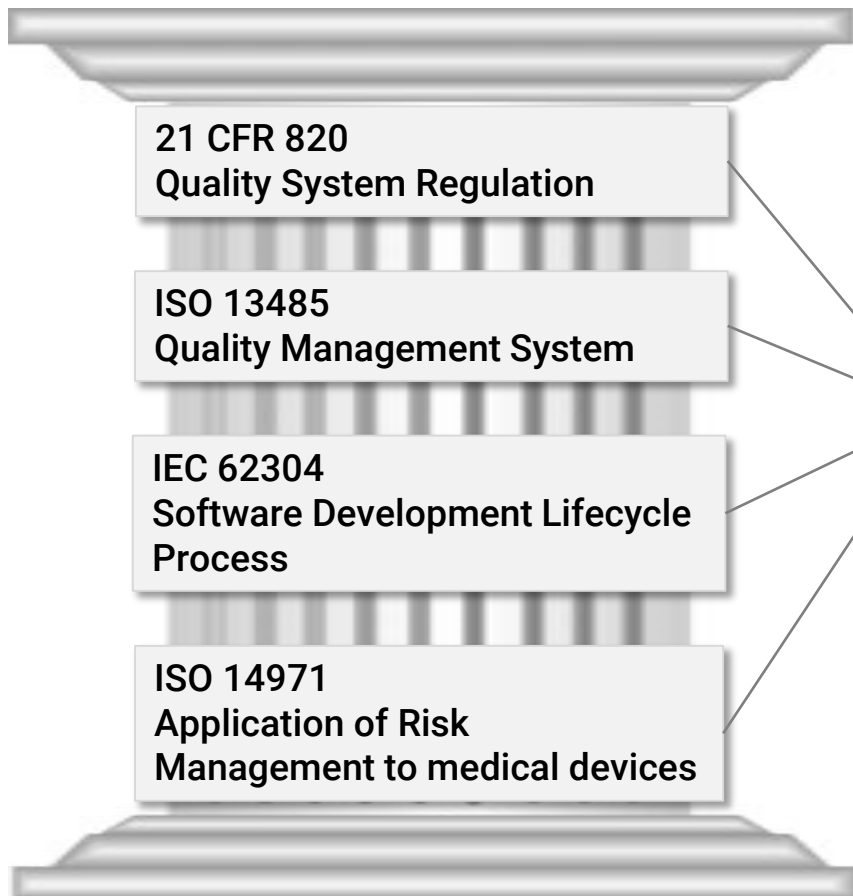 21 CFR 820
Quality System Regulation
ISO 13485
Quality Management System
IEC 62304
Software Development Lifecycle
Process
ISO 14971
Application of Risk
Management to medical devices